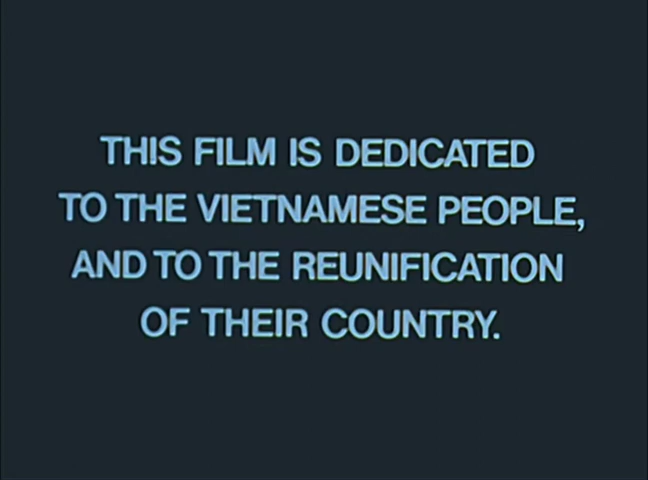 THIS FILM IS DEDICATED
TO THE VIETNAMESE PEOPLE,
AND TO THE REUNIFICATION
OF THEIR COUNTRY.